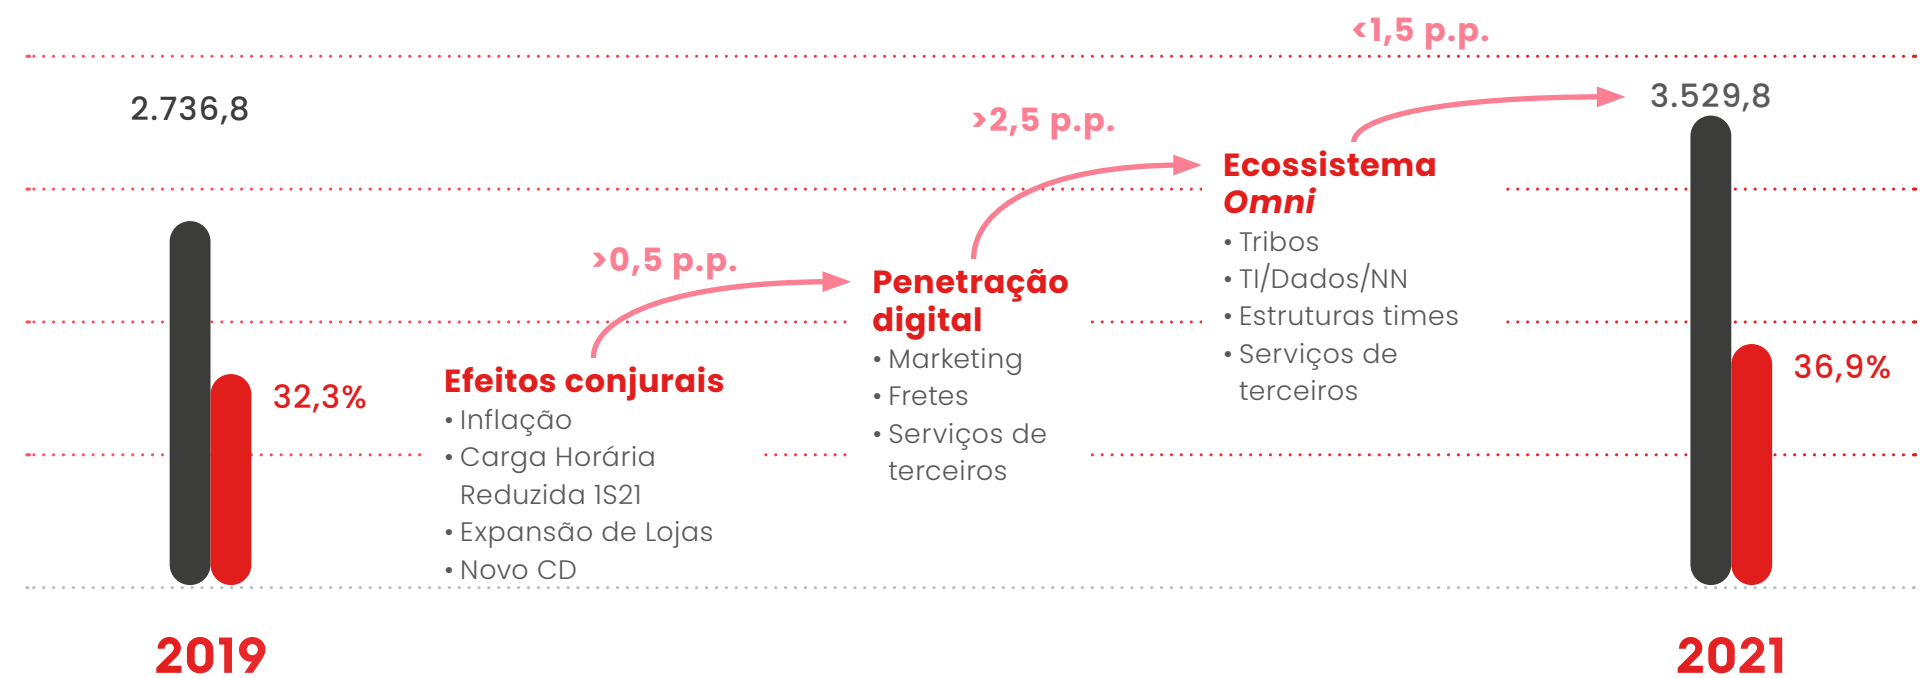 2.736,8
32,3%
2019
>0,5 p.p.
Efeitos conjurais
• Inflação
• Carga Horária
Reduzida 1S21
• Expansão de Lojas
• Novo CD
>2,5 p.p.
Penetração
digital
• Marketing
• Fretes
• Serviços de
terceiros
<1,5 p.p.
Ecossistema
Omni
• Tribos
• TI/Dados/NN
• Estruturas times
• Serviços de
terceiros
3.529,8
36,9%
2021